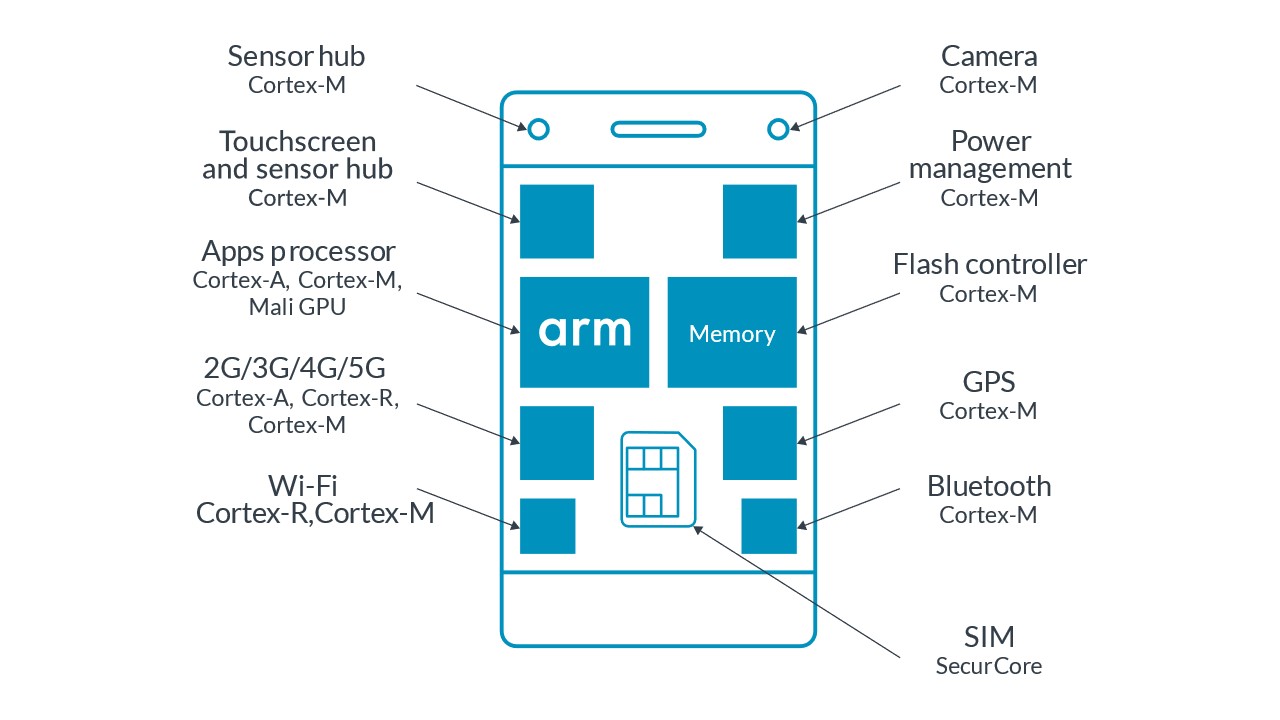 Sensor hub
Cortex-M
Touchscreen
and sensor hub
Cortex-M
Apps processor
Cortex-A, Cortex-M,
Mali GPU
2G/3G/4G/5G
Cortex-A, Cortex-R,
Cortex-M
Wi-Fi
Cortex-R,Cortex-M
arm
Memory
Camera
Cortex-M
Power
management
Cortex-M
Flash controller
Cortex-M
GPS
Cortex-M
Bluetooth
Cortex-M
SIM
SecurCore